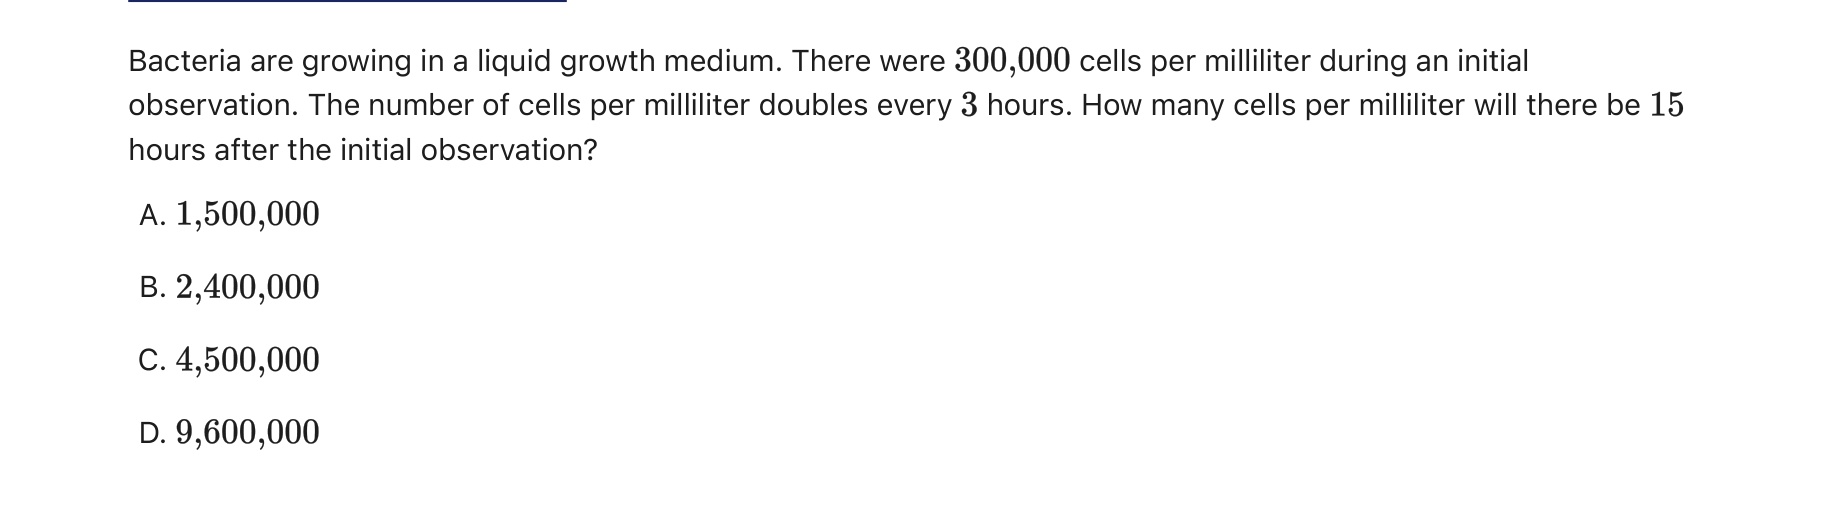 Bacteria are growing in a liquid growth medium. There were 300,000 cells per milliliter during an initial
observation. The number of cells per milliliter doubles every 3 hours. How many cells per milliliter will there be 15
hours after the initial observation?
A. 1,500,000
B. 2,400,000
C. 4,500,000
D. 9,600,000